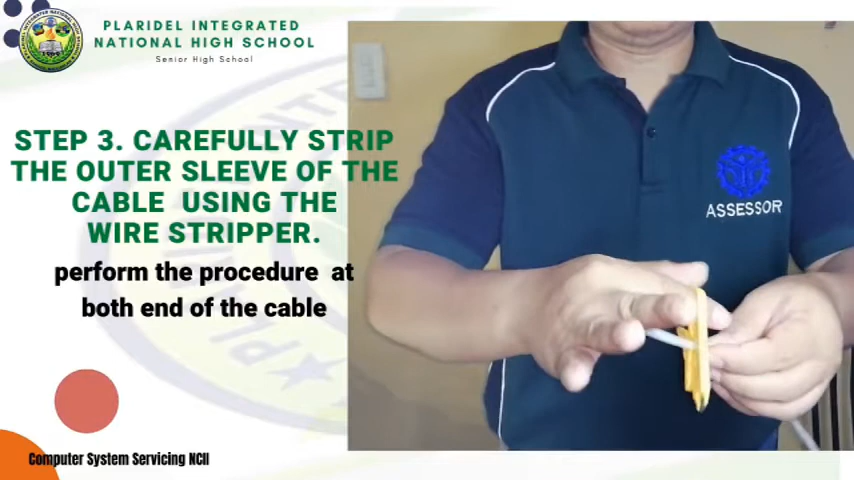 PLARIDEL INTEGRATED
NATIONAL HIGH SCHOOL
Senior High School
STEP 3. CAREFULLY STRIP
THE OUTER SLEEVE OF THE
CABLE USING THE
WIRE STRIPPER.
perform the procedure at
both end of the cable
ASSESSOR
Computer System Servicing NCII